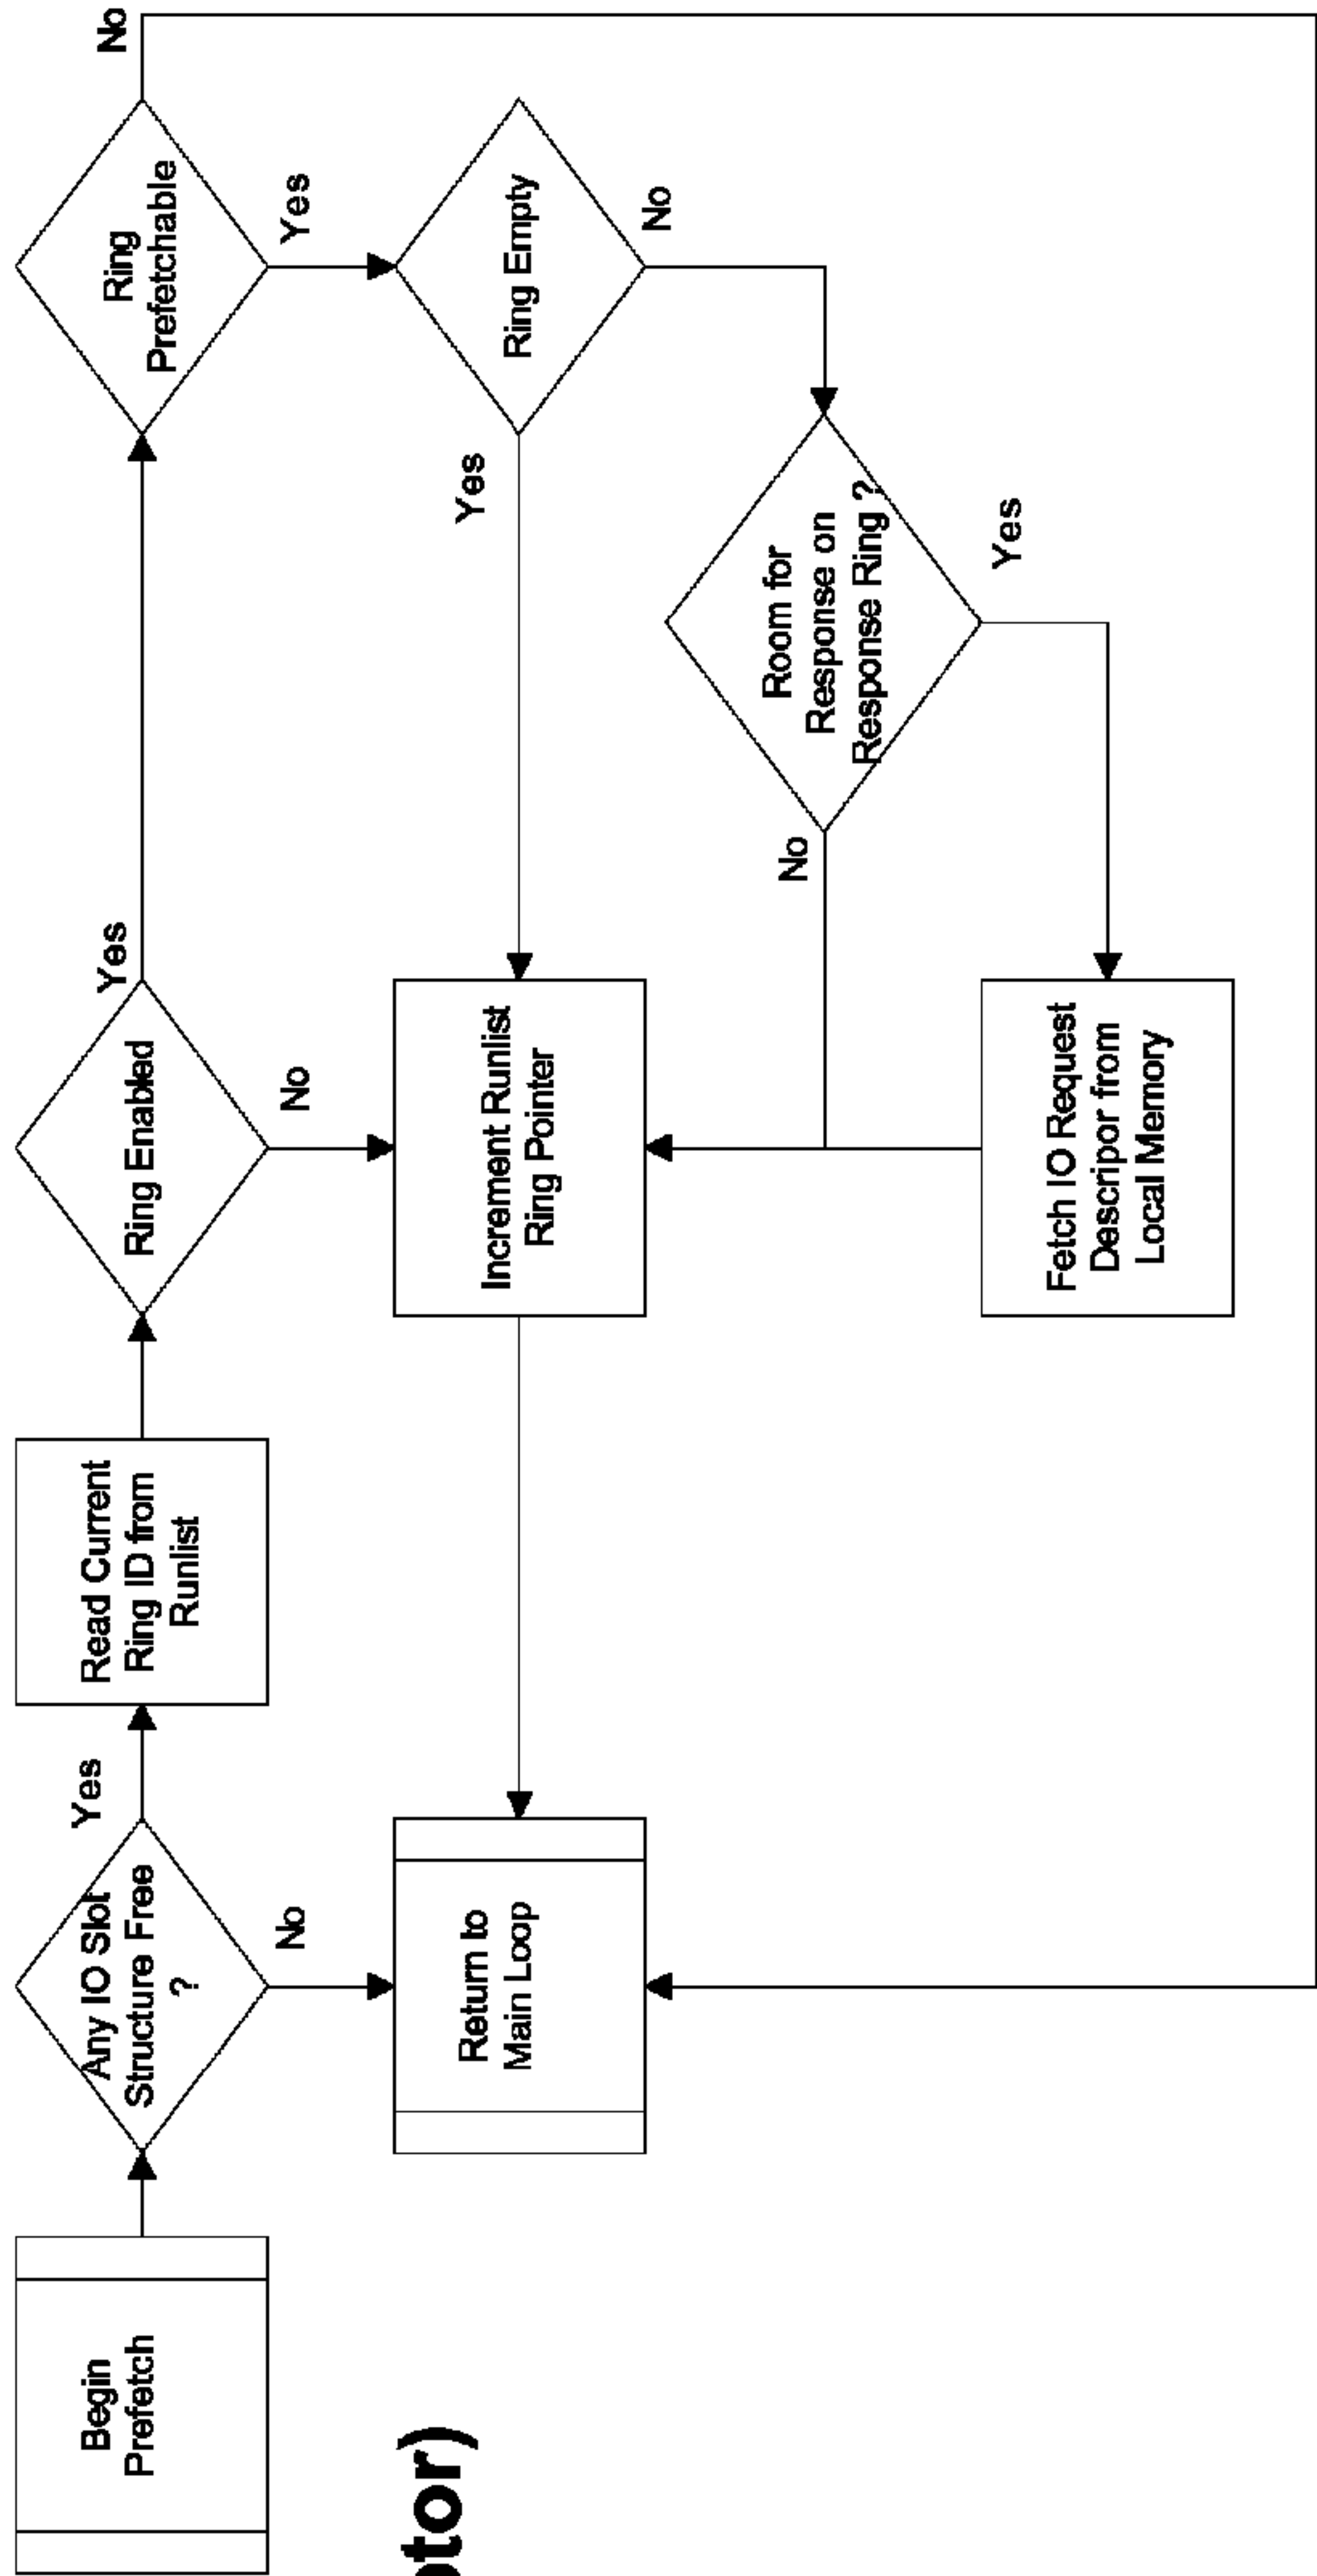 Begin
Prefetch
Any IO Slot
Structure Free
?
Yes
No
Read Current
Ring ID from
Runlist
Ring Enabled
Yes
No
Ring
Prefetchable
No
Yes
Return to
Main Loop
Increment Runlist
Ring Pointer
Yes
Ring Empty
No
Room for
Response on
Response Ring ?
No
Yes
Fetch IO Request
Descripor from
Local Memory
otor)